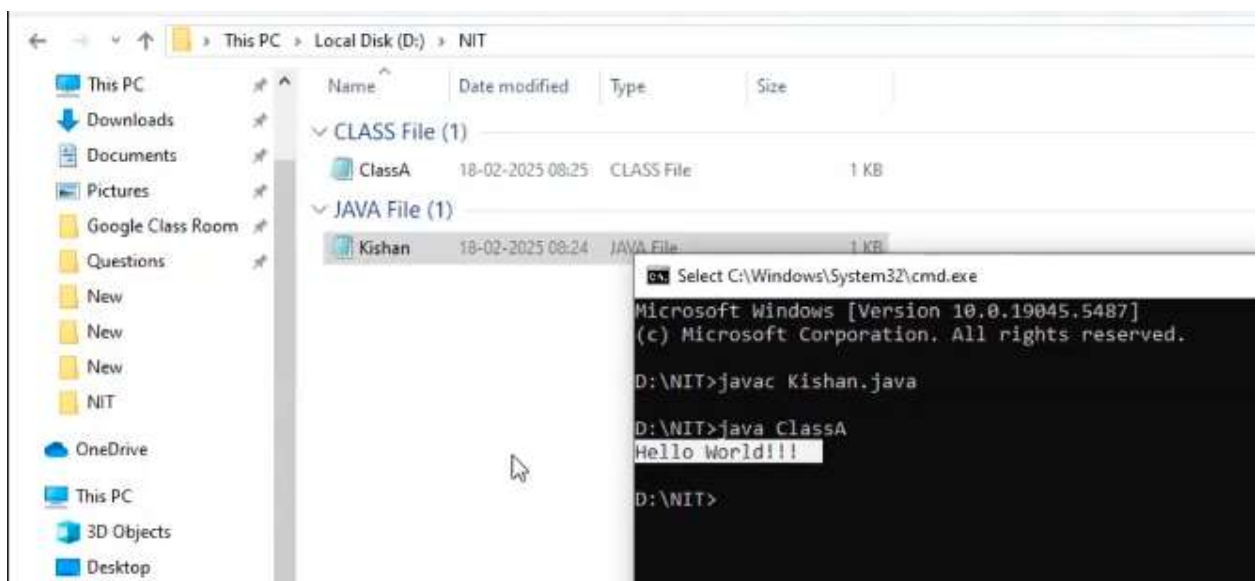 This PC > Local Disk (D:) > NIT
This PC
Downloads
Documents
Pictures
Google Class Room
Questions
New
New
New
NIT
OneDrive
This PC
3D Objects
Desktop
Name Date modified Type Size
CLASS File (1)
ClassA 18-02-2025 08:25 CLASS File 1 KB
JAVA File (1)
Kishan 18-02-2025 08:24 JAVA File 1 KB
Select C:\Windows\System32\cmd.exe
Microsoft Windows [Version 10.0.19045.5487]
(c) Microsoft Corporation. All rights reserved.
D:\NIT>javac Kishan.java
D:\NIT>java ClassA
Hello World!!!
D:\NIT>